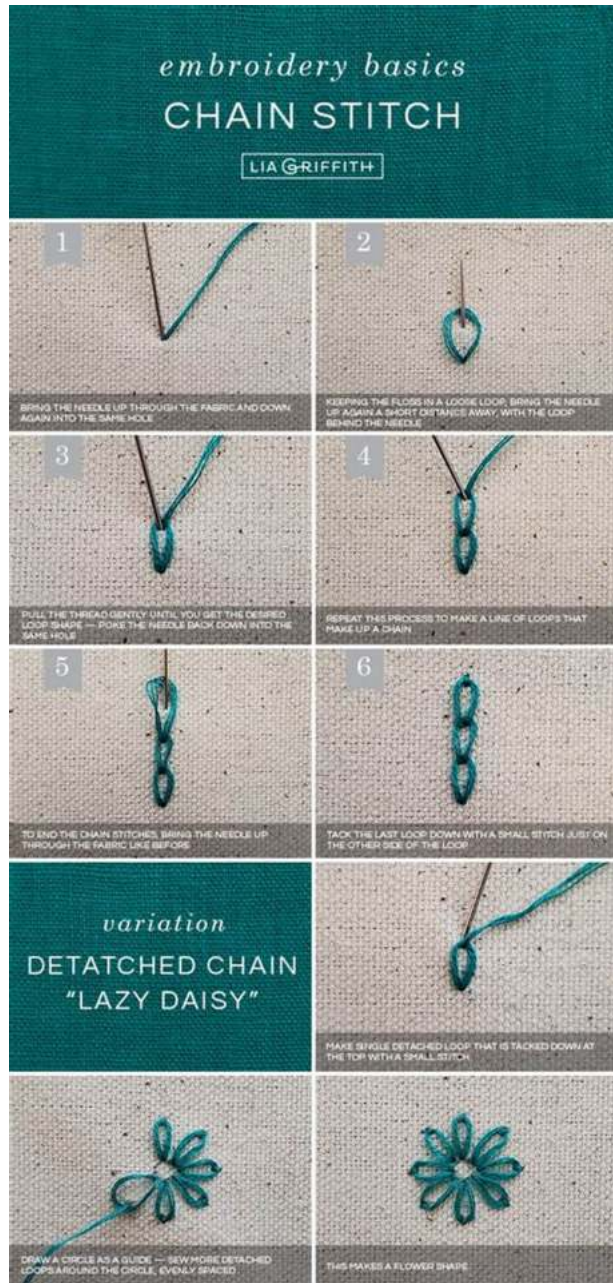 embroidery basics
CHAIN STITCH
LIA GRIFFITH
1
BRING THE NEEDLE UP THROUGH THE FABRIC AND DOWN
AGAIN INTO THE SAME HOLE
2
KEEPING THE FLOSS IN A LOOSE LOOP, BRING THE NEEDLE
UP AGAIN A SHORT DISTANCE AWAY, WITH THE LOOP
BEHIND THE NEEDLE
3
PULL THE THREAD GENTLY UNTIL YOU GET THE DESIRED
LOOP SHAPE — POKE THE NEEDLE BACK DOWN INTO THE
SAME HOLE
4
REPEAT THIS PROCESS TO MAKE A LINE OF LOOPS THAT
MAKE UP A CHAIN
5
TO END THE CHAIN STITCHES, BRING THE NEEDLE UP
THROUGH THE FABRIC LIKE BEFORE
6
TACK THE LAST LOOP DOWN WITH A SMALL STITCH JUST ON
THE OTHER SIDE OF THE LOOP
variation
DETATCHED CHAIN
"LAZY DAISY"
MAKE SINGLE DETACHED LOOP THAT IS TACKED DOWN AT
THE TOP WITH A SMALL STITCH
DRAW A CIRCLE AS A GUIDE — SEW MORE DETACHED
LOOPS AROUND THE CIRCLE, EVENLY SPACED
THIS MAKES A FLOWER SHAPE